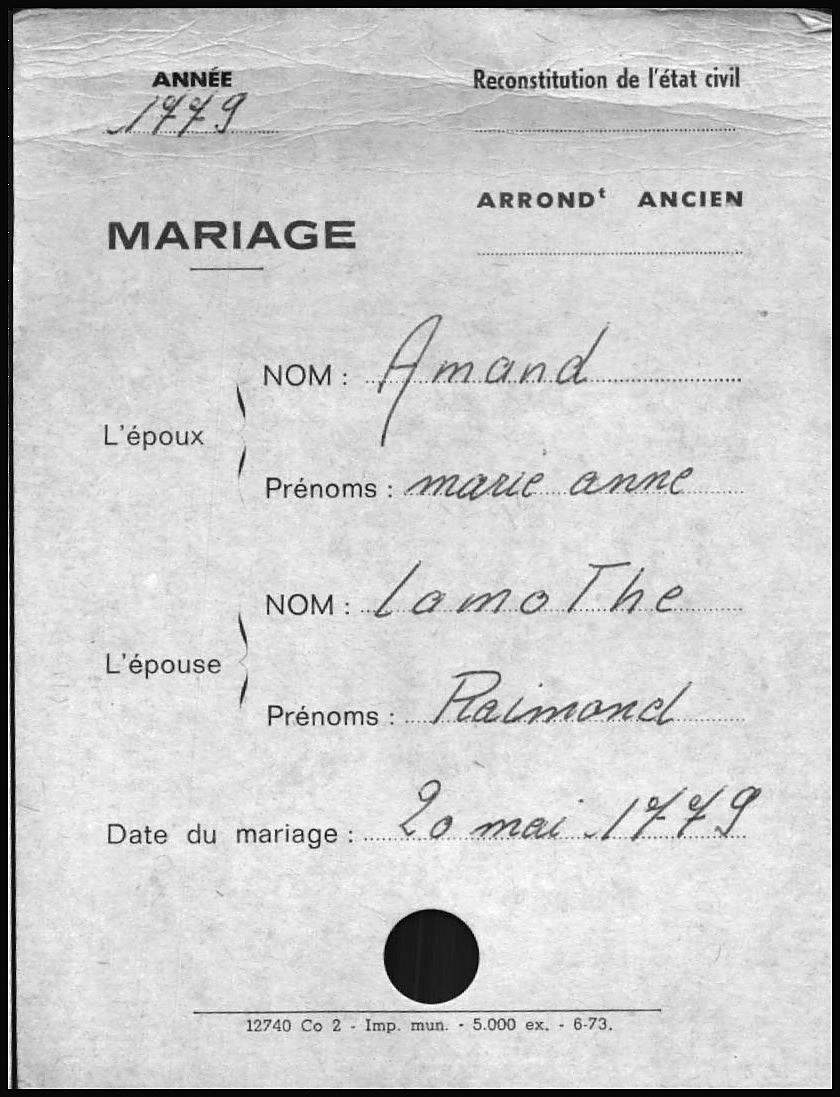 ANNÉE
1779
Reconstitution de l'état civil
ARRONDt ANCIEN
MARIAGE
L'époux
NOM : Amand
Prénoms : marie anne
L'épouse
NOM : LamoThe
Prénoms : Raimond
Date du mariage : 20 mai 1779
12740 Co 2 - Imp. mun. - 5.000 ex. - 6-73.